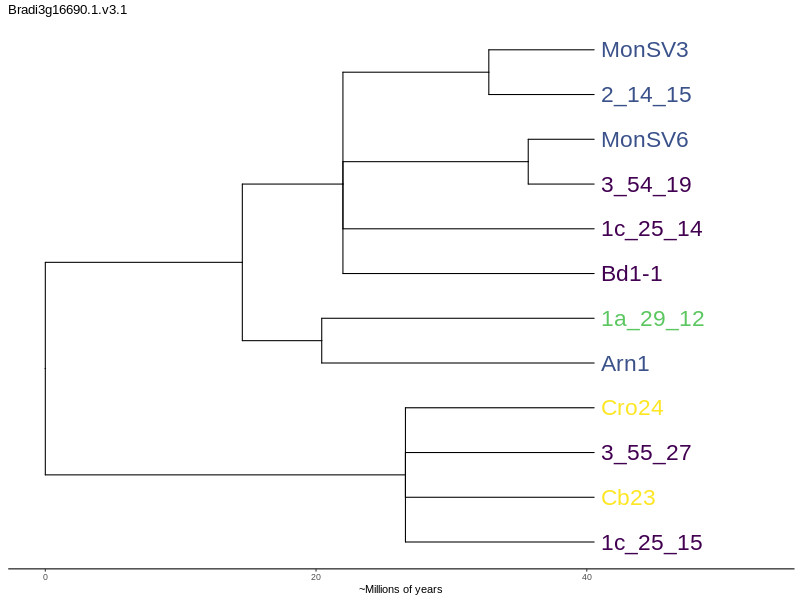 Bradi3g16690.1.v3.1
MonSV3
2_14_15
MonSV6
3_54_19
1c_25_14
Bd1-1
1a_29_12
Arn1
Cro24
3_55_27
Cb23
1c_25_15
0 20 40
~Millions of years